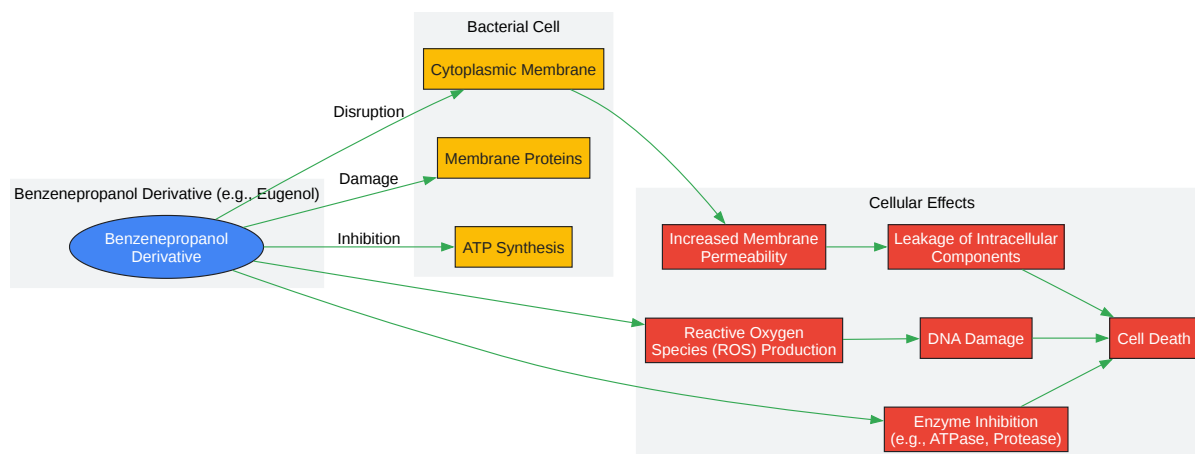 Bacterial Cell
Cytoplasmic Membrane
Disruption
Membrane Proteins
Damage
Benzenepropanol Derivative (e.g., Eugenol)
Benzenepropanol
Derivative
Inhibition
ATP Synthesis
Cellular Effects
Increased Membrane
Permeability
Leakage of Intracellular
Components
Reactive Oxygen
Species (ROS) Production
DNA Damage
Cell Death
Enzyme Inhibition
(e.g., ATPase, Protease)